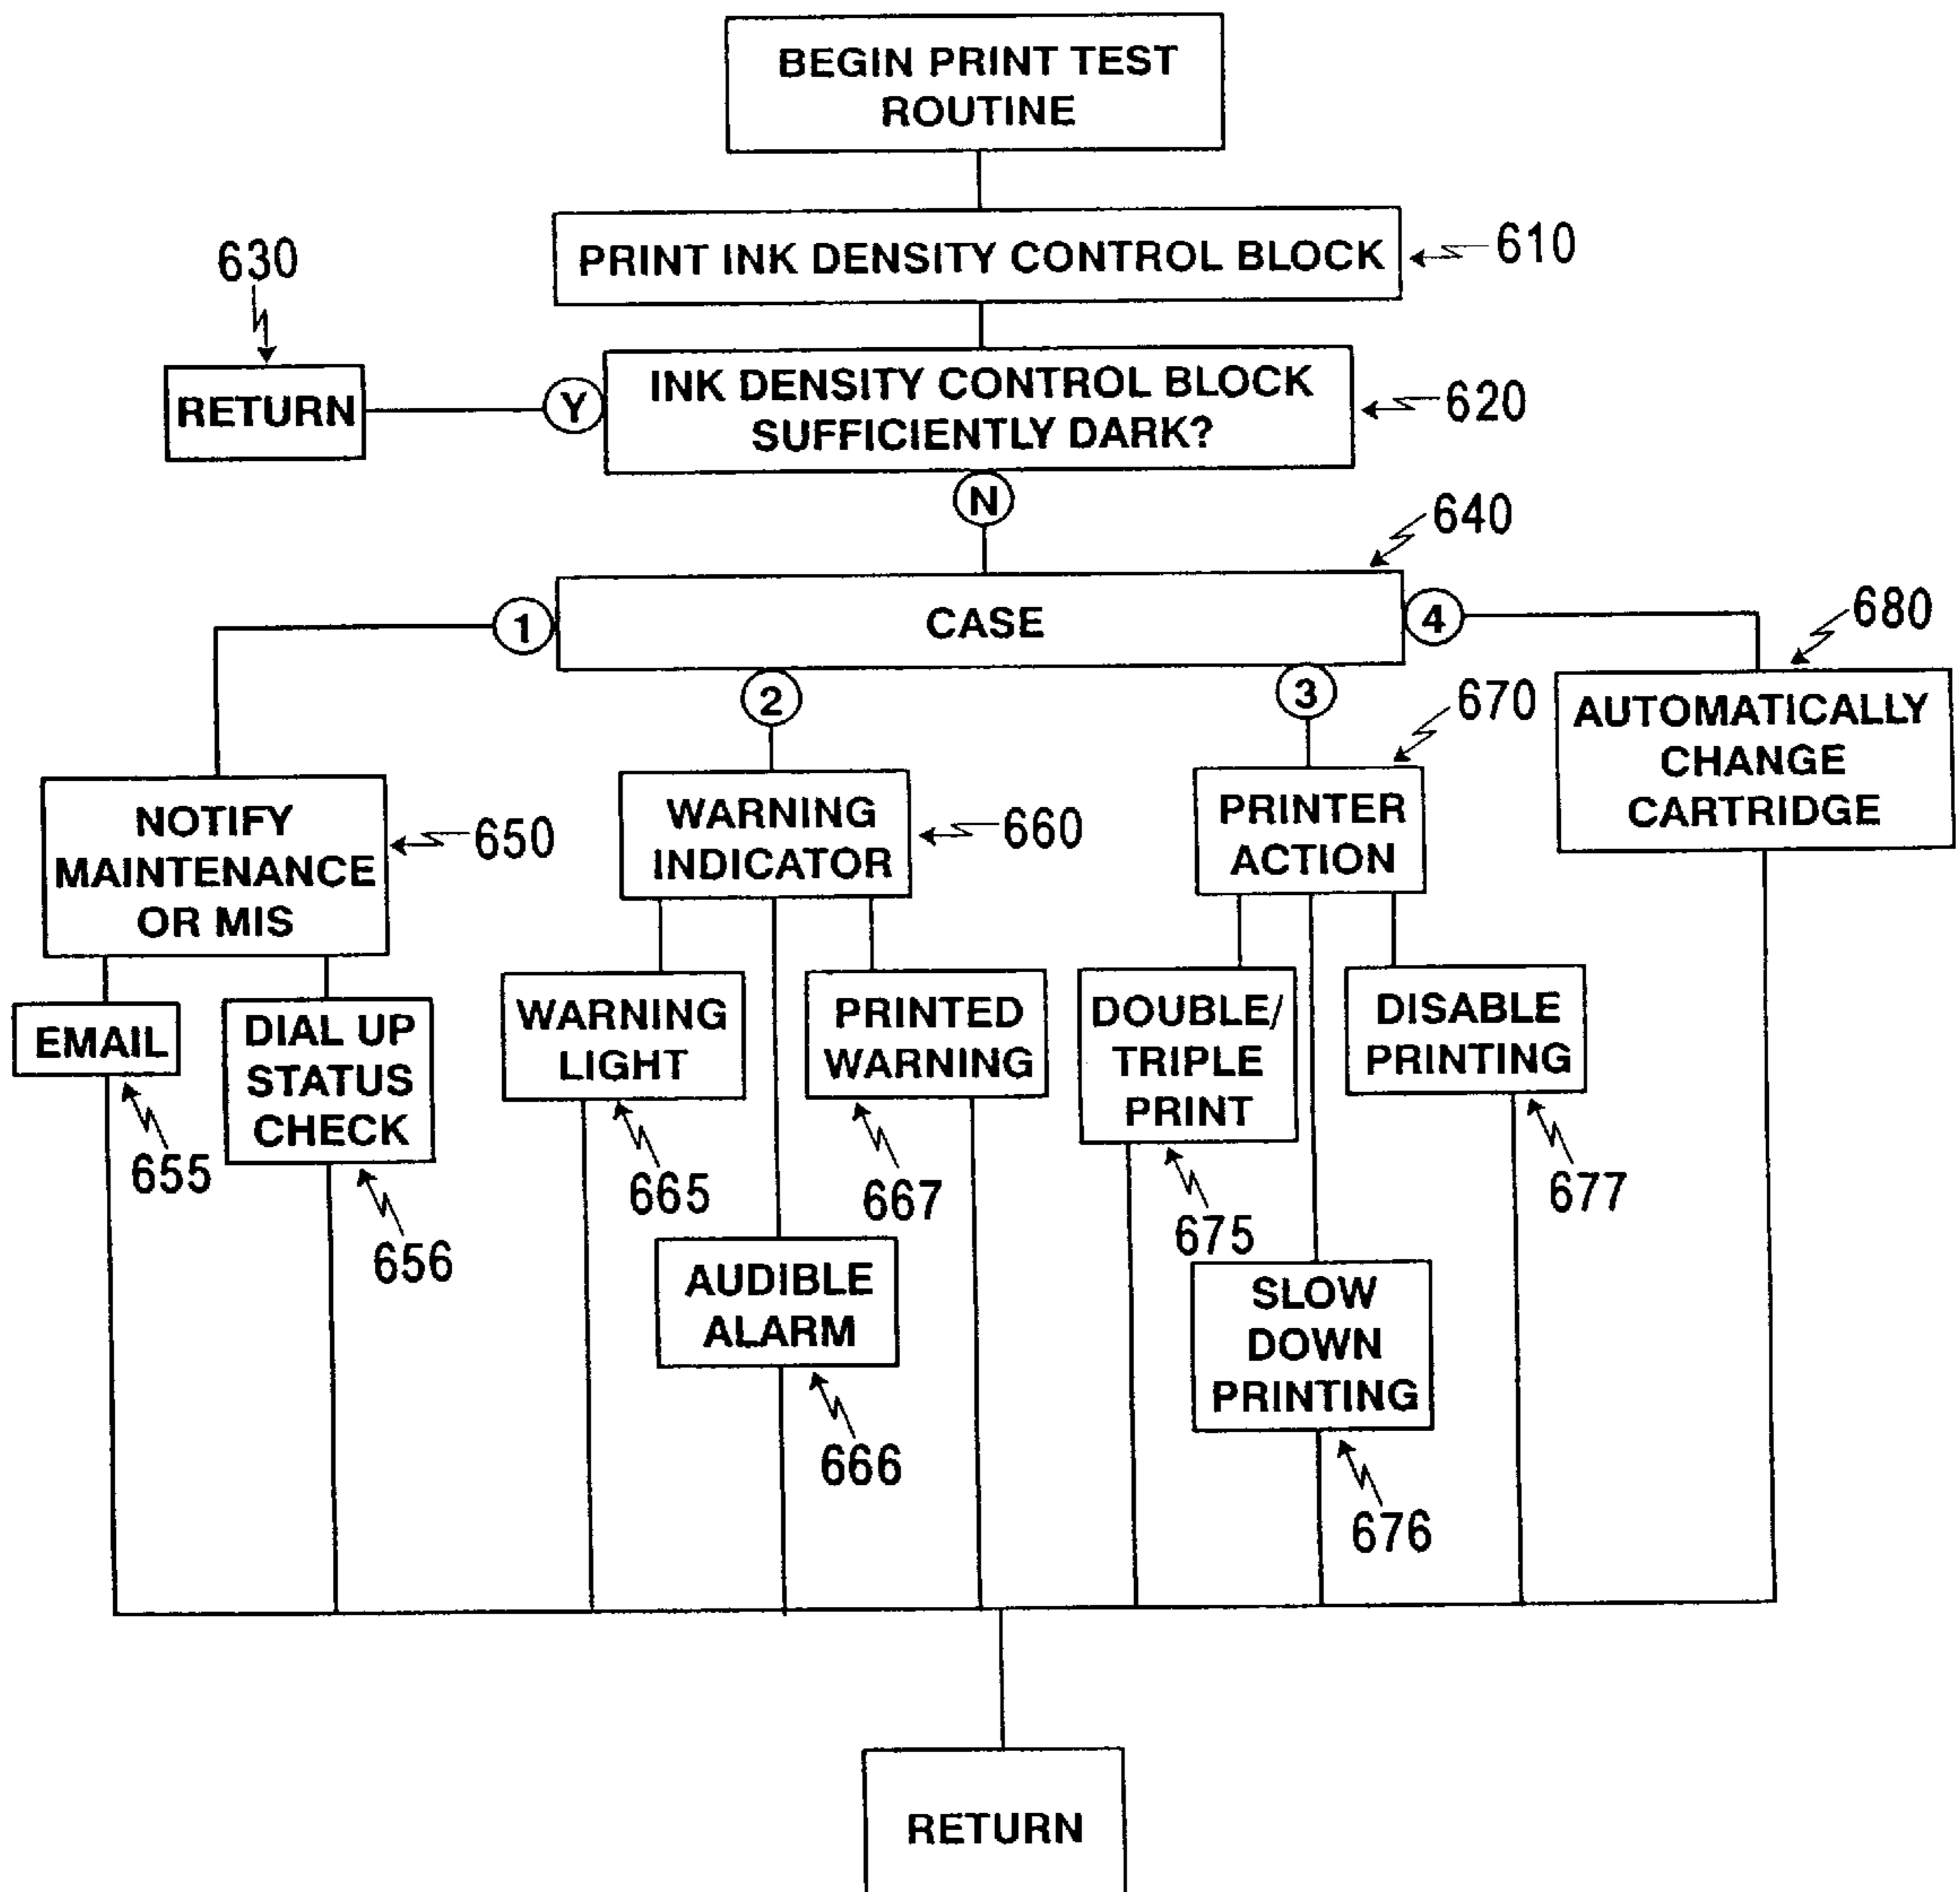 BEGIN PRINT TEST
ROUTINE
PRINT INK DENSITY CONTROL BLOCK
610
630
RETURN
Y
INK DENSITY CONTROL BLOCK
SUFFICIENTLY DARK?
620
N
640
CASE
1
2
3
4
680
AUTOMATICALLY
CHANGE
CARTRIDGE
670
NOTIFY
MAINTENANCE
OR MIS
650
WARNING
INDICATOR
660
PRINTER
ACTION
EMAIL
655
DIAL UP
STATUS
CHECK
656
WARNING
LIGHT
665
PRINTED
WARNING
667
DOUBLE/
TRIPLE
PRINT
675
DISABLE
PRINTING
677
AUDIBLE
ALARM
666
SLOW
DOWN
PRINTING
676
RETURN